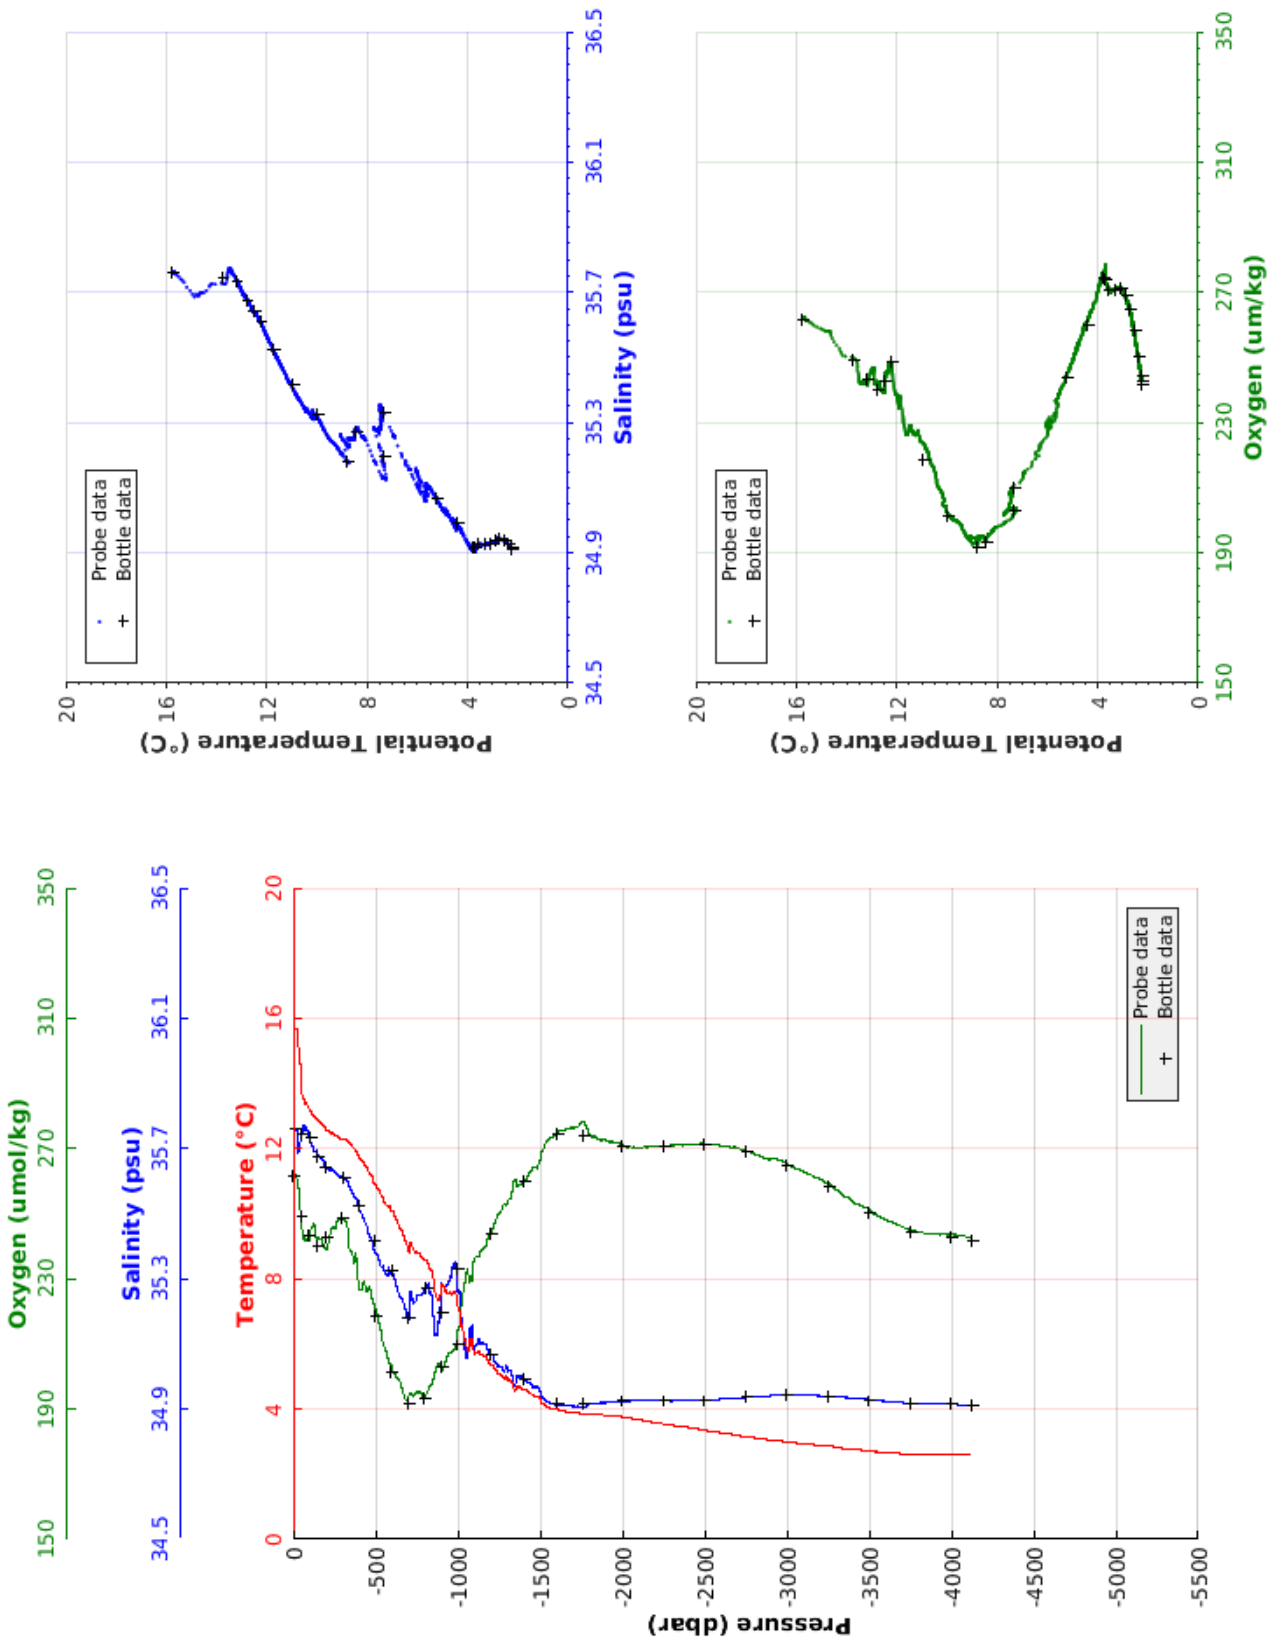 Oxygen (umol/kg)
150 190 230 270 310 350
Salinity (psu)
34.5 34.9 35.3 35.7 36.1 36.5
Temperature (°C)
0 4 8 12 16 20
0
-500
-1000
-1500
-2000
-2500
-3000
-3500
-4000
-4500
-5000
-5500
Pressure (dbar)
Probe data
Bottle data
20
16
12
8
4
0
Potential Temperature (°C)
Probe data
Bottle data
34.5 34.9 35.3 35.7 36.1 36.5
Salinity (psu)
20
16
12
8
4
0
Potential Temperature (°C)
Probe data
Bottle data
150 190 230 270 310 350
Oxygen (um/kg)